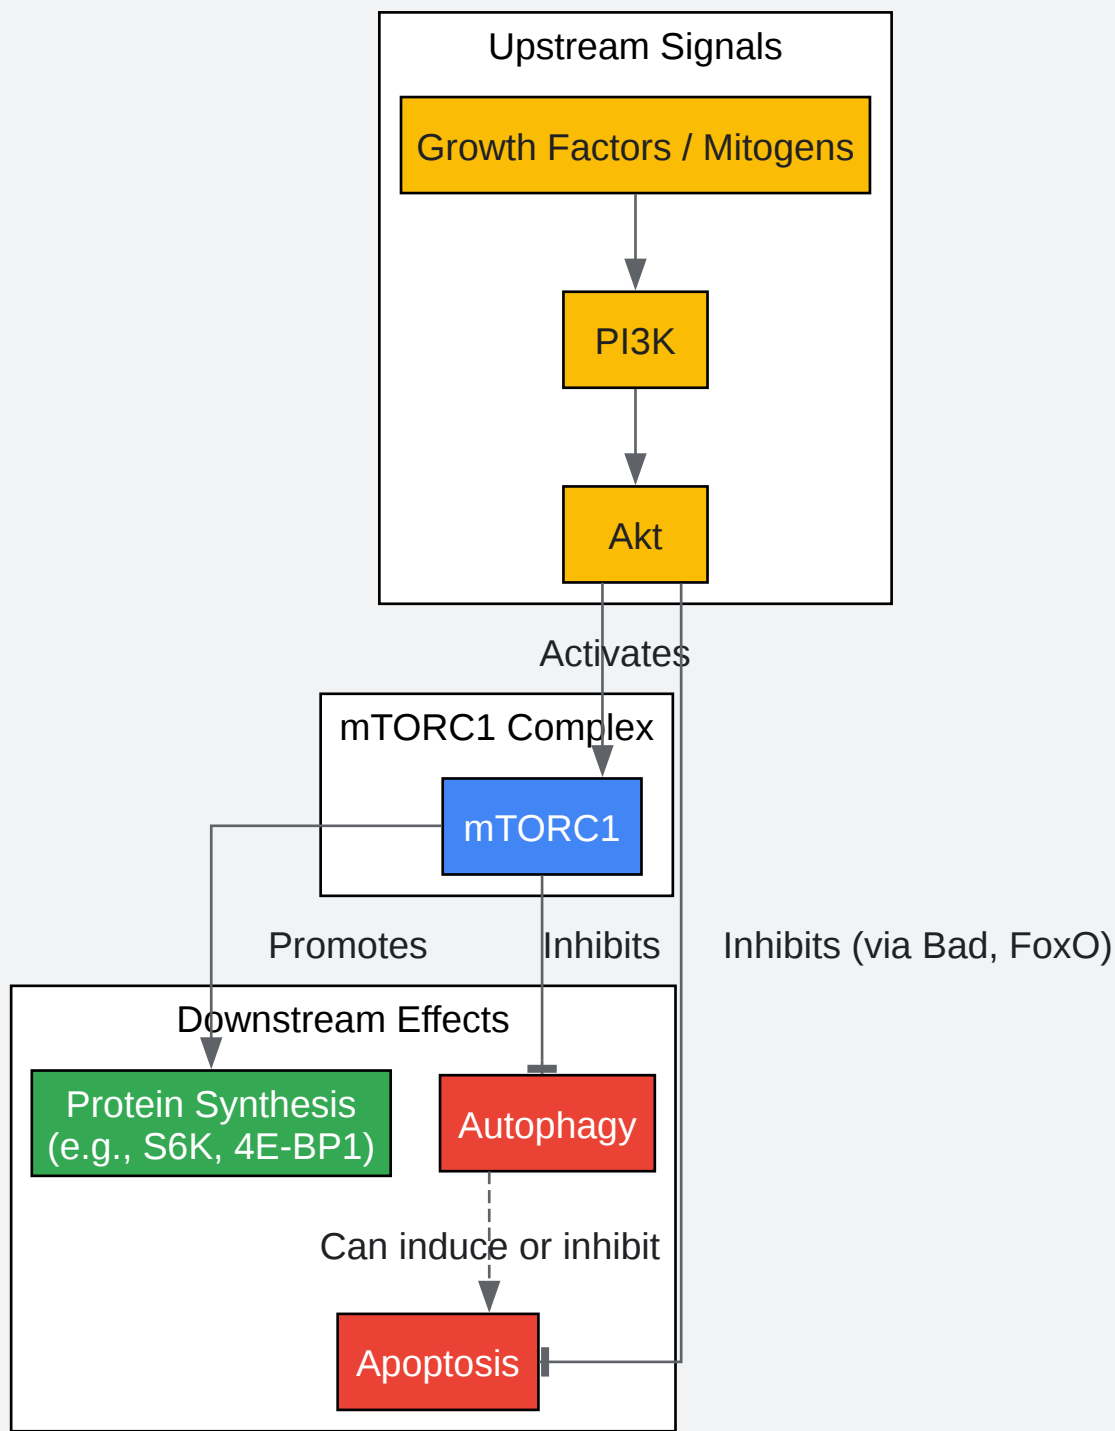 Upstream Signals
Growth Factors / Mitogens
PI3K
Akt
Activates
mTORC1 Complex
mTORC1
Promotes
Inhibits
Inhibits (via Bad, FoxO)
Downstream Effects
Protein Synthesis
(e.g., S6K, 4E-BP1)
Autophagy
Can induce or inhibit
Apoptosis